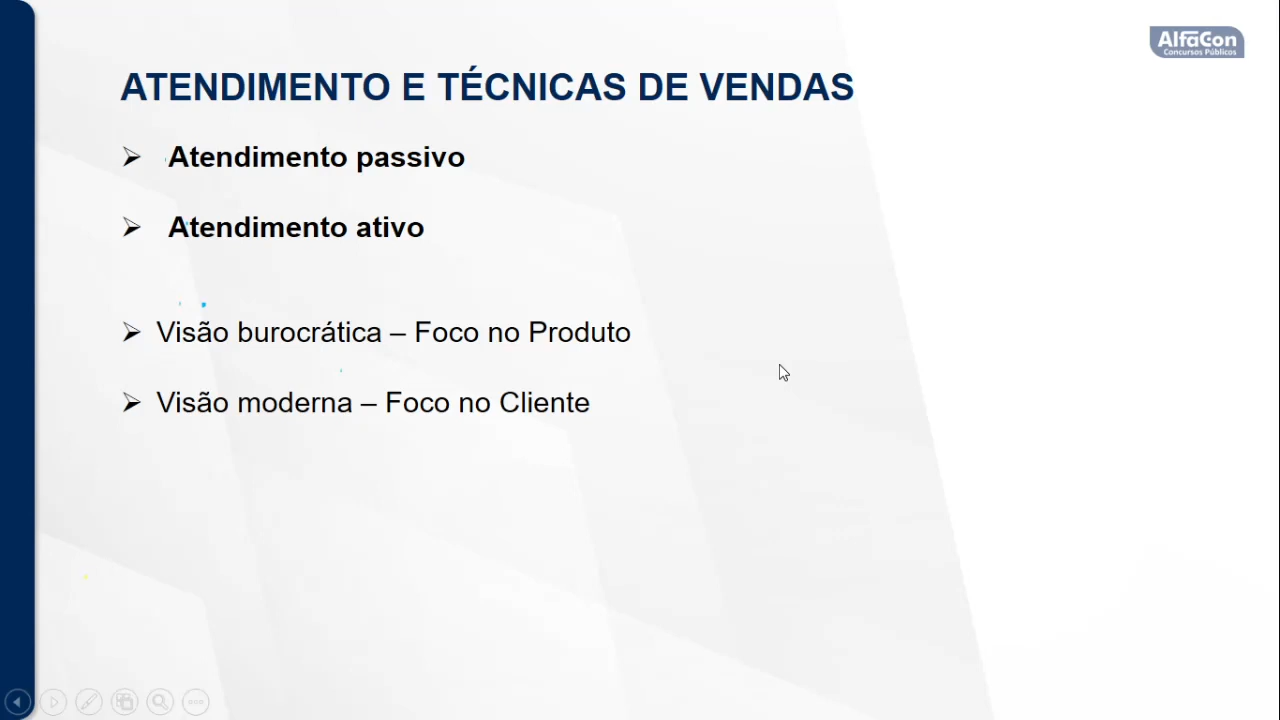 AlfaCon
Concursos Públicos
ATENDIMENTO E TÉCNICAS DE VENDAS
Atendimento passivo
Atendimento ativo
Visão burocrática – Foco no Produto
Visão moderna – Foco no Cliente